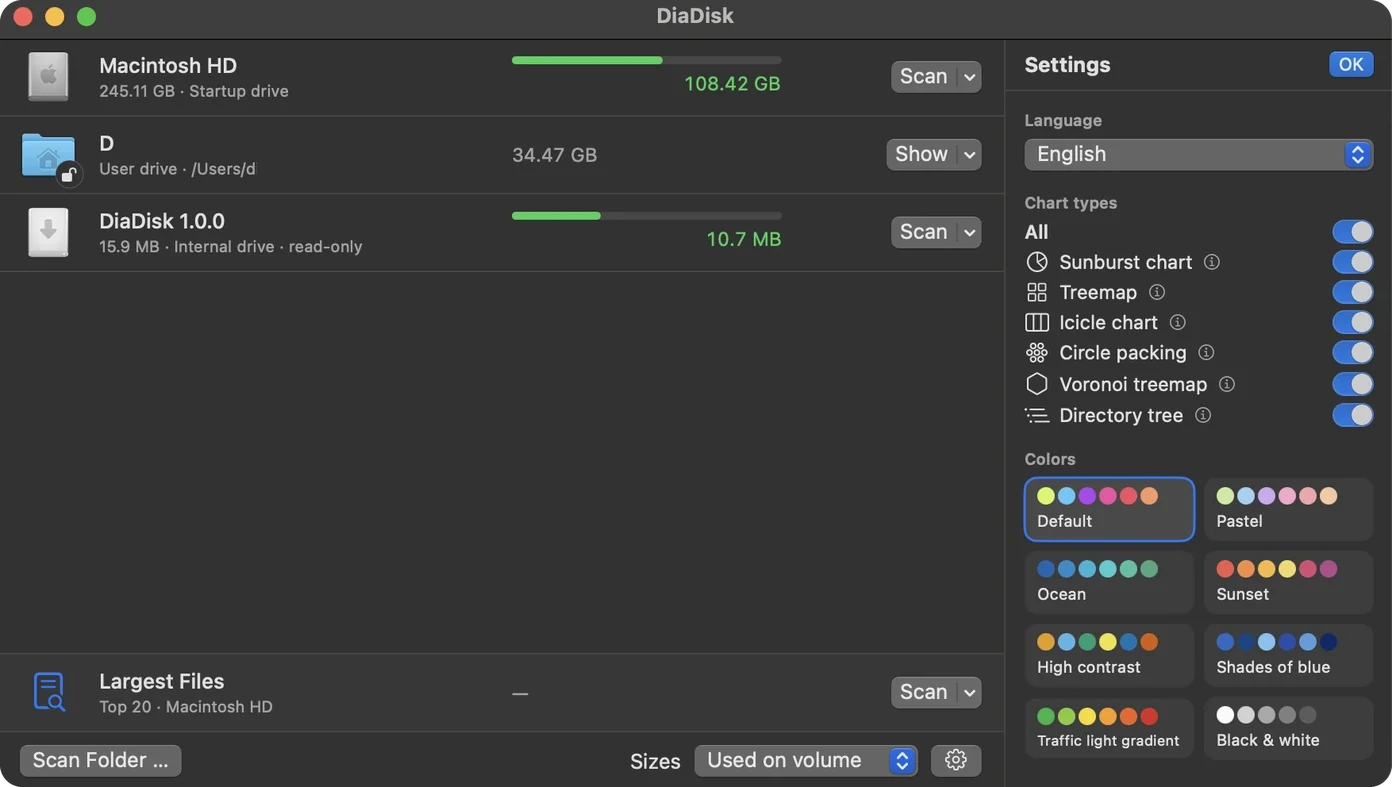 DiaDisk
Macintosh HD
245.11 GB · Startup drive
108.42 GB
Scan
D
User drive · /Users/d
34.47 GB
Show
DiaDisk 1.0.0
15.9 MB · Internal drive · read-only
10.7 MB
Scan
Largest Files
Top 20 · Macintosh HD
—
Scan
Scan Folder ...
Sizes
Used on volume
Settings
OK
Language
English
Chart types
All
Sunburst chart
Treemap
Icicle chart
Circle packing
Voronoi treemap
Directory tree
Colors
Default
Pastel
Ocean
Sunset
High contrast
Shades of blue
Traffic light gradient
Black & white